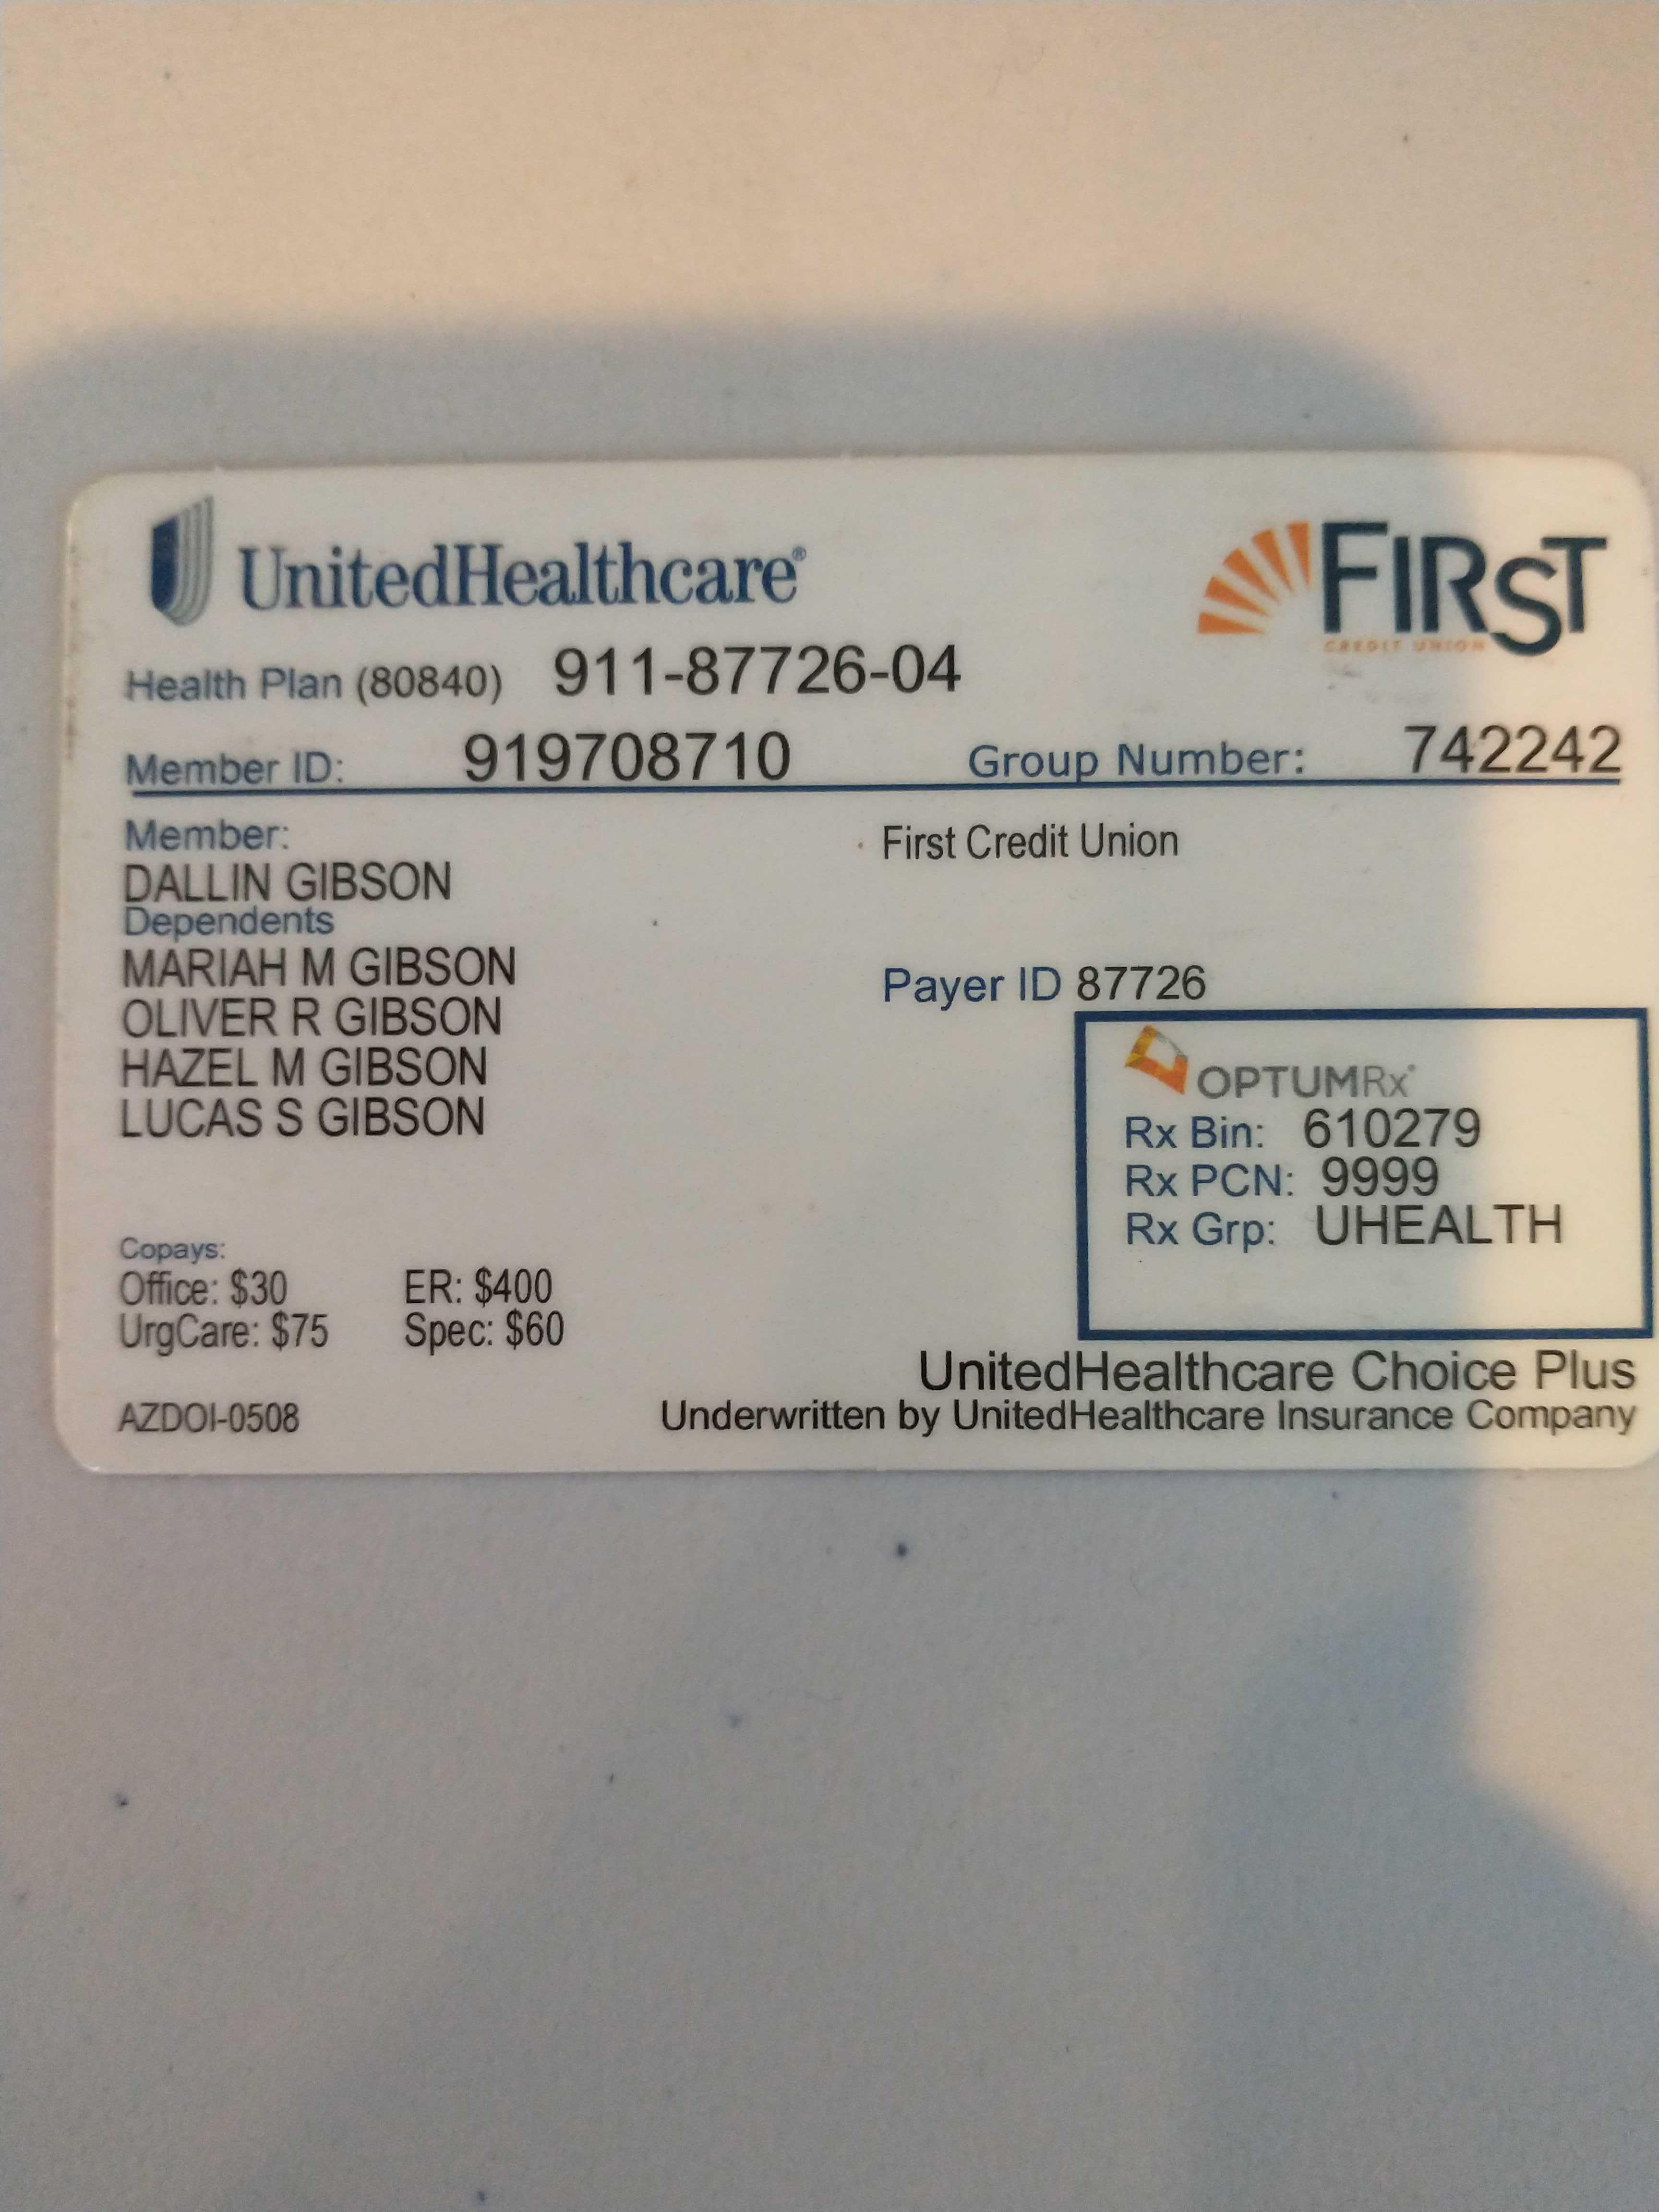 UnitedHealthcare®
FIRST
CREDIT UNION
Health Plan (80840) 911-87726-04
Member ID: 919708710 Group Number: 742242
Member:
DALLIN GIBSON
Dependents
MARIAH M GIBSON
OLIVER R GIBSON
HAZEL M GIBSON
LUCAS S GIBSON
First Credit Union
Payer ID 87726
OPTUMRx®
Rx Bin: 610279
Rx PCN: 9999
Rx Grp: UHEALTH
Copays:
Office: $30 ER: $400
UrgCare: $75 Spec: $60
UnitedHealthcare Choice Plus
AZDOI-0508 Underwritten by UnitedHealthcare Insurance Company